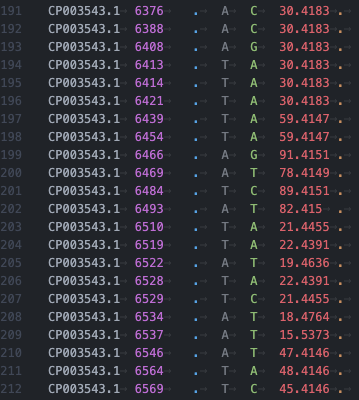 191 CP003543.1 6376 . A C 30.4183 .
192 CP003543.1 6388 . A C 30.4183 .
193 CP003543.1 6408 . A G 30.4183 .
194 CP003543.1 6413 . T A 30.4183 .
195 CP003543.1 6414 . T A 30.4183 .
196 CP003543.1 6421 . T A 30.4183 .
197 CP003543.1 6439 . T A 59.4147 .
198 CP003543.1 6454 . T A 59.4147 .
199 CP003543.1 6466 . A G 91.4151 .
200 CP003543.1 6469 . A T 78.4149 .
201 CP003543.1 6484 . T C 89.4151 .
202 CP003543.1 6493 . A T 82.415 .
203 CP003543.1 6510 . T A 21.4455 .
204 CP003543.1 6519 . T A 22.4391 .
205 CP003543.1 6522 . A T 19.4636 .
206 CP003543.1 6528 . T A 22.4391 .
207 CP003543.1 6529 . T C 21.4455 .
208 CP003543.1 6534 . A T 18.4764 .
209 CP003543.1 6537 . A T 15.5373 .
210 CP003543.1 6546 . A T 47.4146 .
211 CP003543.1 6564 . T A 48.4146 .
212 CP003543.1 6569 . T C 45.4146 .